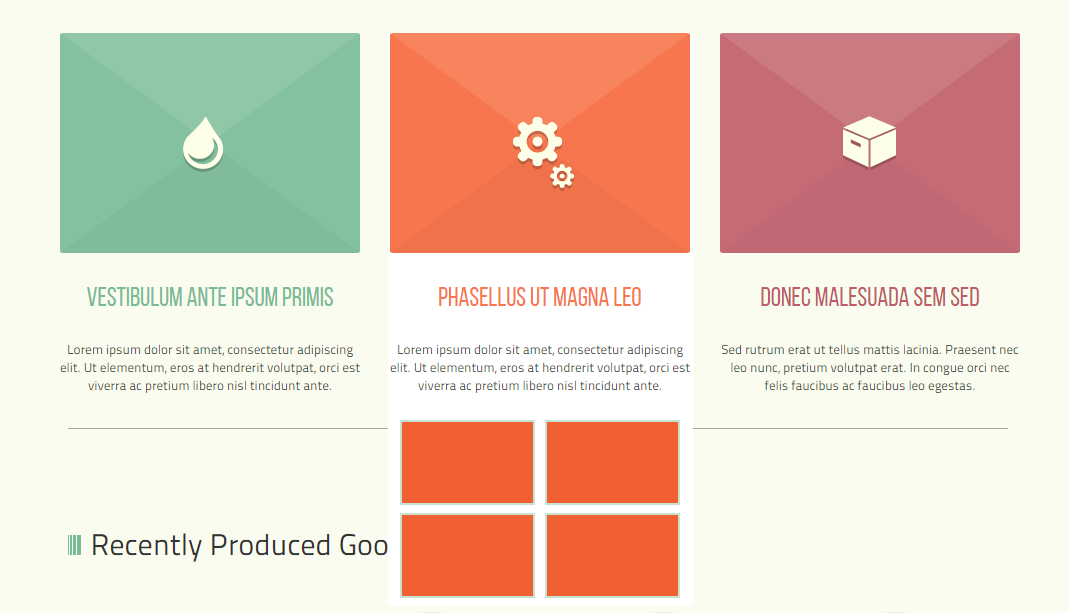 VESTIBULUM ANTE IPSUM PRIMIS
Lorem ipsum dolor sit amet, consectetur adipiscing
elit. Ut elementum, eros at hendrerit volutpat, orci est
viverra ac pretium libero nisl tincidunt ante.
PHASELLUS UT MAGNA LEO
Lorem ipsum dolor sit amet, consectetur adipiscing
elit. Ut elementum, eros at hendrerit volutpat, orci est
viverra ac pretium libero nisl tincidunt ante.
DONEC MALESUADA SEM SED
Sed rutrum erat ut tellus mattis lacinia. Praesent nec
leo nunc, pretium volutpat erat. In congue orci nec
felis faucibus ac faucibus leo egestas.
Recently Produced Goo